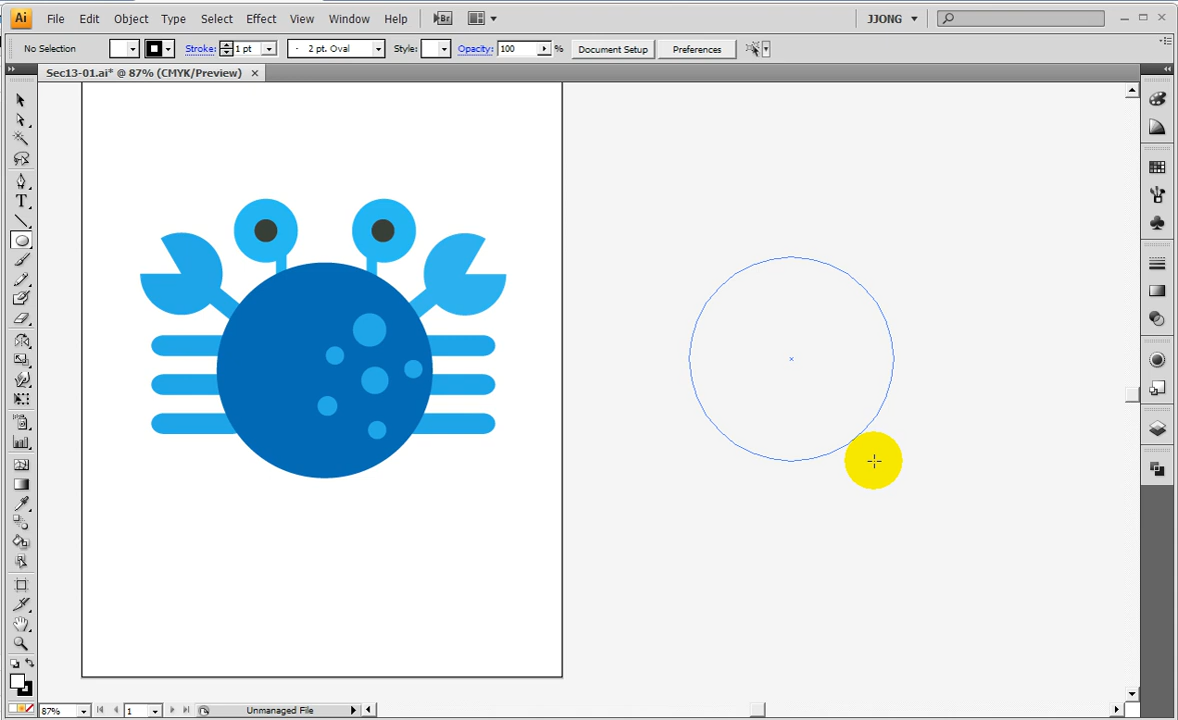 Ai File Edit Object Type Select Effect View Window Help Br JJONG
No Selection Stroke: 1 pt 2 pt. Oval Style: Opacity: 100 % Document Setup Preferences
Sec13-01.ai* @ 87% (CMYK/Preview)
T
87% 1 Unmanaged File